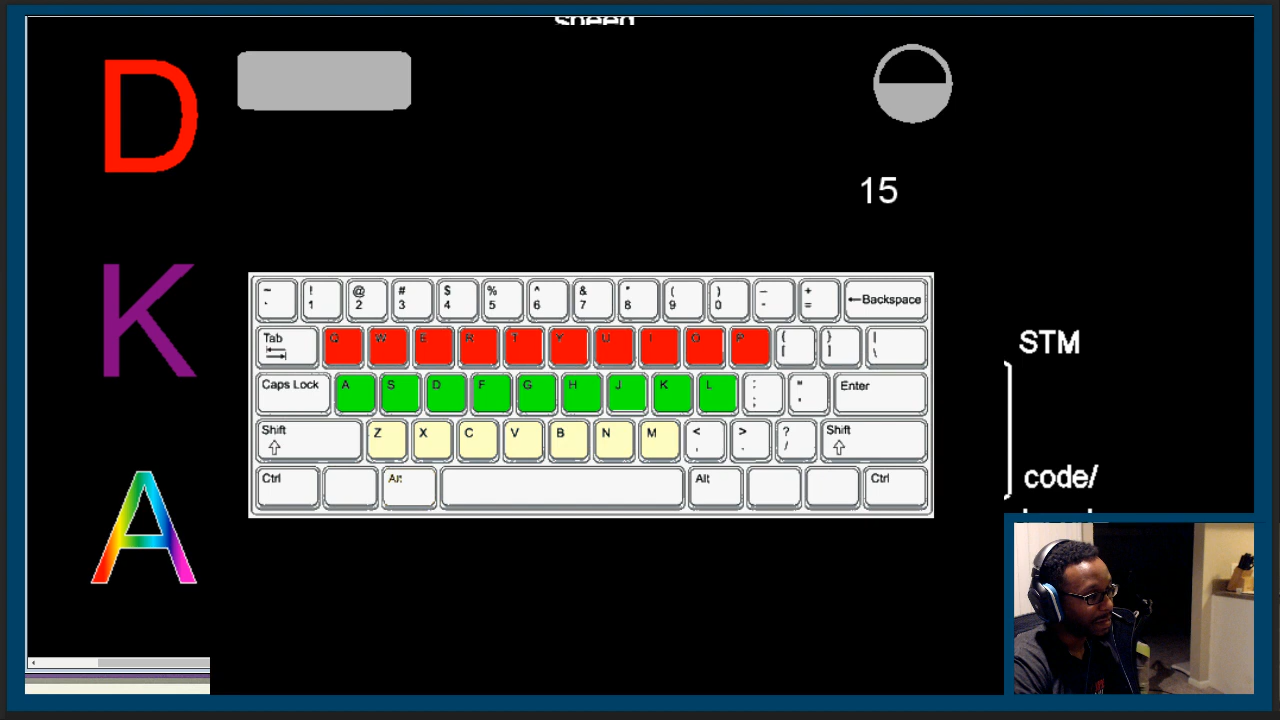 speed
D
15
K
~ ! @ # $ % ^ & * ( ) _ +
` 1 2 3 4 5 6 7 8 9 0 - = ←Backspace
Tab Q W E R T Y U I O P { [ } ] | \
STM
Caps Lock A S D F G H J K L : ; " ' Enter
Shift Z X C V B N M < , > . ? / Shift
Ctrl Alt Alt Ctrl
code/
A